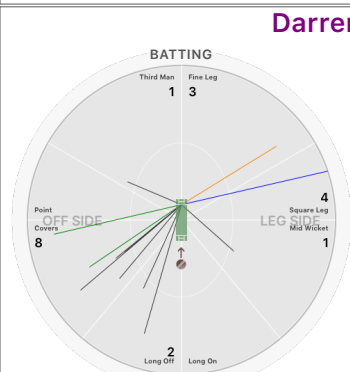 Darren
BATTING
Third Man Fine Leg
1 3
4
Point Square Leg
OFF SIDE LEG SIDE
Covers Mid Wicket
8 1
2
Long Off Long On